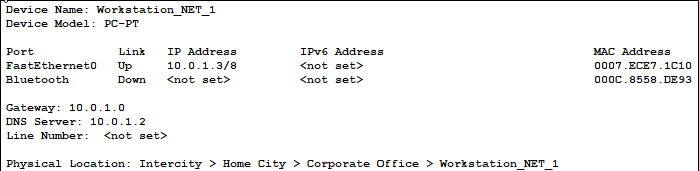 Device Name: Workstation_NET_1
Device Model: PC-PT
Port Link IP Address IPv6 Address MAC Address
FastEthernet0 Up 10.0.1.3/8 <not set> 0007.ECE7.1C10
Bluetooth Down <not set> <not set> 000C.8558.DE93
Gateway: 10.0.1.0
DNS Server: 10.0.1.2
Line Number: <not set>
Physical Location: Intercity > Home City > Corporate Office > Workstation_NET_1